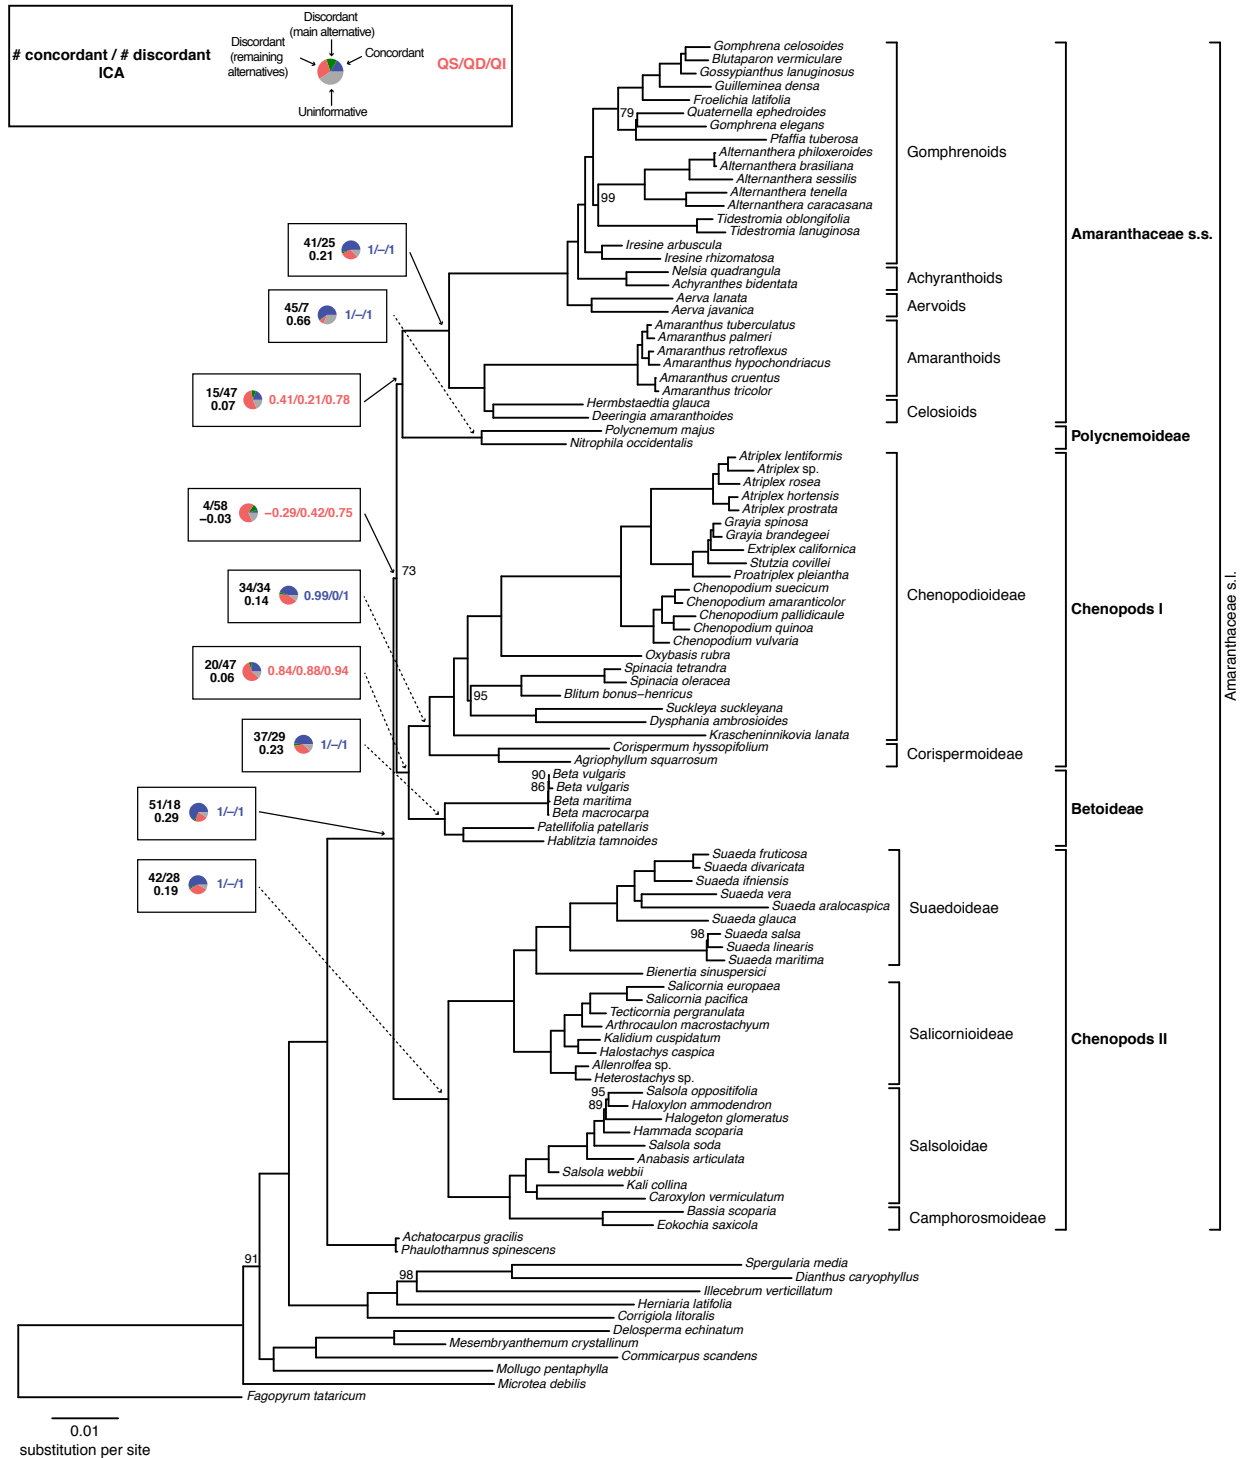 Discordant
(main alternative)
# concordant / # discordant
ICA
Discordant
(remaining
alternatives)
Concordant
QS/QD/QI
Uninformative
Gomphrena celosoides
Blutaparon vermiculare
Gossypianthus lanuginosus
Guilleminea densa
Froelichia latifolia
79
Quaternella ephedroides
Gomphrena elegans
Pfaffia tuberosa
Alternanthera philoxeroides
Alternanthera brasiliana
Alternanthera sessilis
Alternanthera tenella
99
Alternanthera caracasana
Tidestromia oblongifolia
Tidestromia lanuginosa
Iresine arbuscula
Iresine rhizomatosa
Gomphrenoids
Nelsia quadrangula
Achyranthes bidentata
Achyranthoids
Aerva lanata
Aerva javanica
Aervoids
Amaranthus tuberculatus
Amaranthus palmeri
Amaranthus retroflexus
Amaranthus hypochondriacus
Amaranthus cruentus
Amaranthus tricolor
Amaranthoids
Hermbstaedtia glauca
Deeringia amaranthoides
Celosioids
Amaranthaceae s.s.
Polycnemum majus
Nitrophila occidentalis
Polycnemoideae
41/25
0.21
1/–/1
45/7
0.66
1/–/1
15/47
0.07
0.41/0.21/0.78
4/58
−0.03
−0.29/0.42/0.75
73
34/34
0.14
0.99/0/1
20/47
0.06
0.84/0.88/0.94
37/29
0.23
1/–/1
51/18
0.29
1/–/1
42/28
0.19
1/–/1
Atriplex lentiformis
Atriplex sp.
Atriplex rosea
Atriplex hortensis
Atriplex prostrata
Grayia spinosa
Grayia brandegeei
Extriplex californica
Stutzia covillei
Proatriplex pleiantha
Chenopodium suecicum
Chenopodium amaranticolor
Chenopodium pallidicaule
Chenopodium quinoa
Chenopodium vulvaria
Oxybasis rubra
Spinacia tetrandra
Spinacia oleracea
95
Blitum bonus−henricus
Suckleya suckleyana
Dysphania ambrosioides
Krascheninnikovia lanata
Chenopodioideae
Corispermum hyssopifolium
Agriophyllum squarrosum
Corispermoideae
Chenopods I
90
Beta vulgaris
86
Beta vulgaris
Beta maritima
Beta macrocarpa
Patellifolia patellaris
Hablitzia tamnoides
Betoideae
Suaeda fruticosa
Suaeda divaricata
Suaeda ifniensis
Suaeda vera
Suaeda aralocaspica
Suaeda glauca
98
Suaeda salsa
Suaeda linearis
Suaeda maritima
Bienertia sinuspersici
Suaedoideae
Salicornia europaea
Salicornia pacifica
Tecticornia pergranulata
Arthrocaulon macrostachyum
Kalidium cuspidatum
Halostachys caspica
Allenrolfea sp.
Heterostachys sp.
Salicornioideae
95
Salsola oppositifolia
89
Haloxylon ammodendron
Halogeton glomeratus
Hammada scoparia
Salsola soda
Anabasis articulata
Salsola webbii
Kali collina
Caroxylon vermiculatum
Salsoloidae
Bassia scoparia
Eokochia saxicola
Camphorosmoideae
Chenopods II
Amaranthaceae s.l.
Achatocarpus gracilis
Phaulothamnus spinescens
91
Spergularia media
98
Dianthus caryophyllus
Illecebrum verticillatum
Herniaria latifolia
Corrigiola litoralis
Delosperma echinatum
Mesembryanthemum crystallinum
Commicarpus scandens
Mollugo pentaphylla
Microtea debilis
Fagopyrum tataricum
0.01
substitution per site